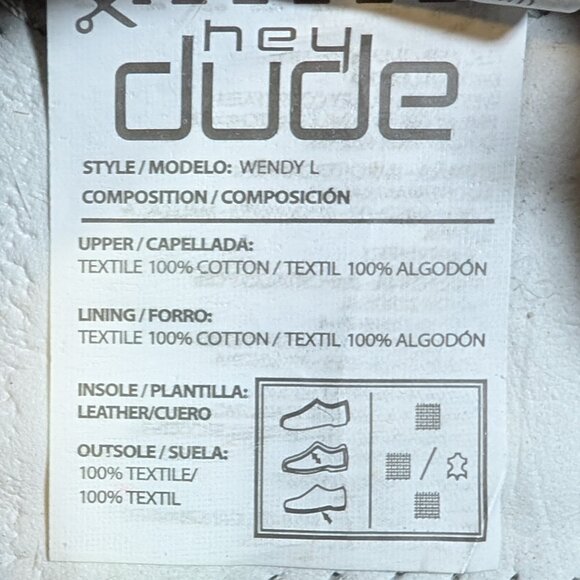 hey
dude
STYLE / MODELO: WENDY L
COMPOSITION / COMPOSICIÓN
UPPER / CAPELLADA:
TEXTILE 100% COTTON / TEXTIL 100% ALGODÓN
LINING / FORRO:
TEXTILE 100% COTTON / TEXTIL 100% ALGODÓN
INSOLE / PLANTILLA:
LEATHER/CUERO
OUTSOLE / SUELA:
100% TEXTILE/
100% TEXTIL